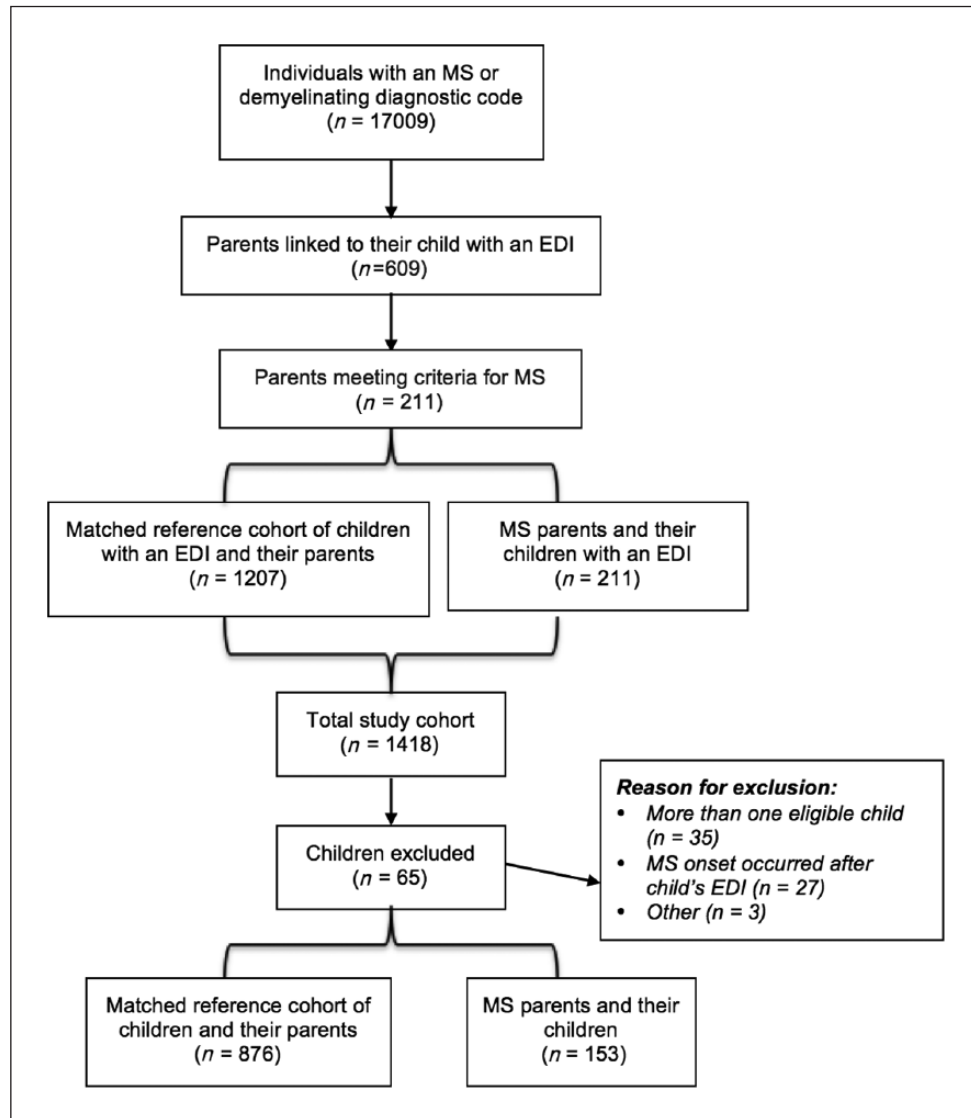 Individuals with an MS or
demyelinating diagnostic code
(n = 17009)
Parents linked to their child with an EDI
(n=609)
Parents meeting criteria for MS
(n = 211)
Matched reference cohort of children
with an EDI and their parents
(n = 1207)
MS parents and their
children with an EDI
(n = 211)
Total study cohort
(n = 1418)
Children excluded
(n = 65)
Reason for exclusion:
• More than one eligible child
(n = 35)
• MS onset occurred after
child's EDI (n = 27)
• Other (n = 3)
Matched reference cohort of
children and their parents
(n = 876)
MS parents and their
children
(n = 153)